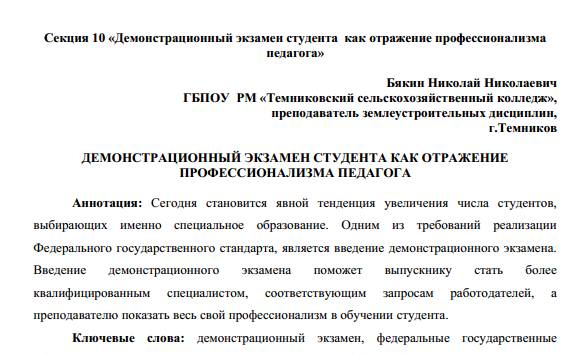 Секция 10 «Демонстрационный экзамен студента как отражение профессионализма
педагога»
Бякин Николай Николаевич
ГБПОУ РМ «Темниковский сельскохозяйственный колледж»,
преподаватель землеустроительных дисциплин,
г.Темников
ДЕМОНСТРАЦИОННЫЙ ЭКЗАМЕН СТУДЕНТА КАК ОТРАЖЕНИЕ
ПРОФЕССИОНАЛИЗМА ПЕДАГОГА
Аннотация: Сегодня становится явной тенденция увеличения числа студентов,
выбирающих именно специальное образование. Одним из требований реализации
Федерального государственного стандарта, является введение демонстрационного экзамена.
Введение демонстрационного экзамена поможет выпускнику стать более
квалифицированным специалистом, соответствующим запросам работодателей, а
преподавателю показать весь свой профессионализм в обучении студента.
Ключевые слова: демонстрационный экзамен, федеральные государственные